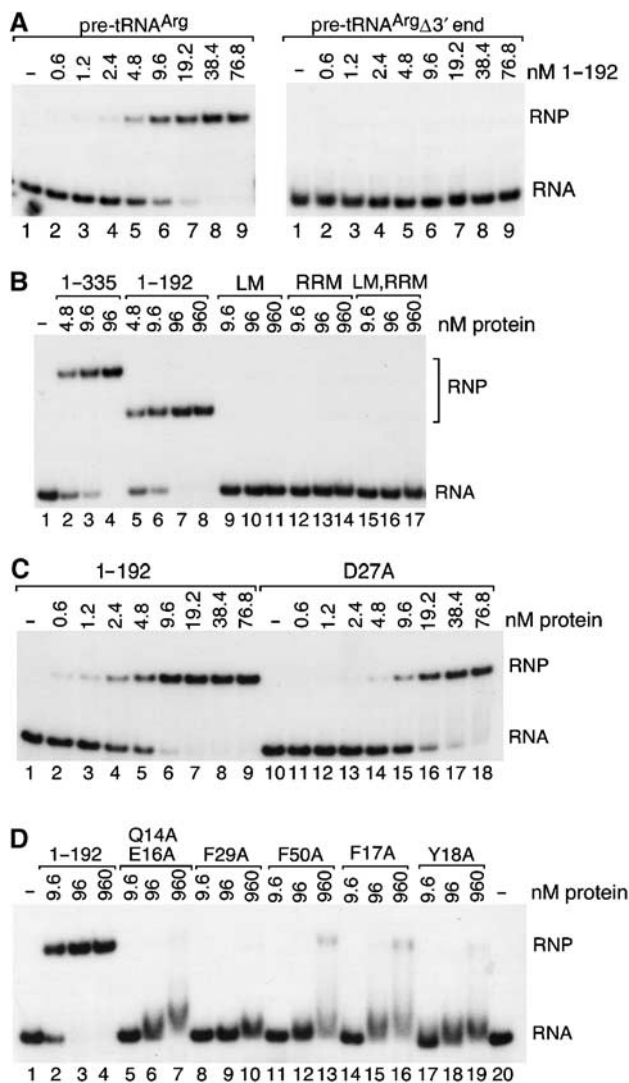 A
pre-tRNAArg pre-tRNAArgΔ3′ end
– 0.6 1.2 2.4 4.8 9.6 19.2 38.4 76.8 – 0.6 1.2 2.4 4.8 9.6 19.2 38.4 76.8 nM 1–192
RNP
RNA
1 2 3 4 5 6 7 8 9 1 2 3 4 5 6 7 8 9
B
1–335 1–192 LM RRM LM,RRM
– 4.8 9.6 96 4.8 9.6 96 960 9.6 96 960 9.6 96 960 9.6 96 960 nM protein
RNP
RNA
1 2 3 4 5 6 7 8 9 10 11 12 13 14 15 16 17
C
1–192 D27A
– 0.6 1.2 2.4 4.8 9.6 19.2 38.4 76.8 – 0.6 1.2 2.4 4.8 9.6 19.2 38.4 76.8 nM protein
RNP
RNA
1 2 3 4 5 6 7 8 9 10 11 12 13 14 15 16 17 18
D
Q14A
1–192 E16A F29A F50A F17A Y18A
– 9.6 96 960 9.6 96 960 9.6 96 960 9.6 96 960 9.6 96 960 9.6 96 960 – nM protein
RNP
RNA
1 2 3 4 5 6 7 8 9 10 11 12 13 14 15 16 17 18 19 20